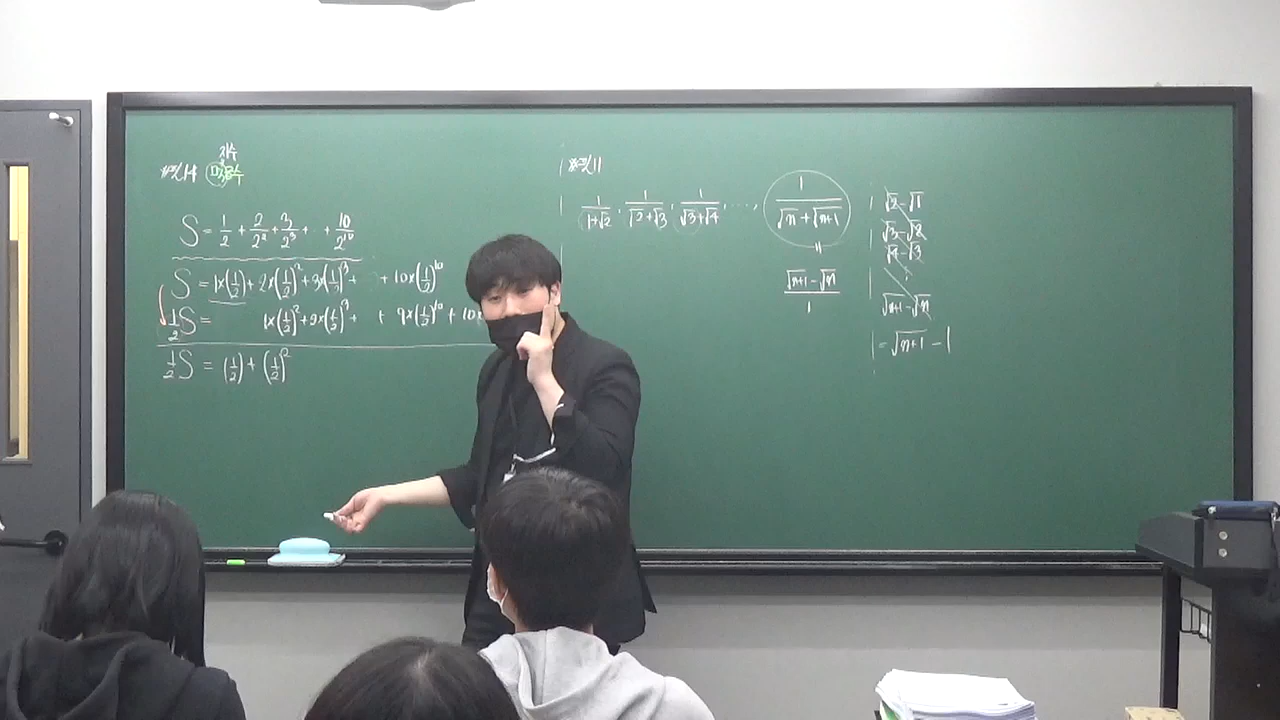 지수
S = 1/2 + 2/2² + 3/2³ + ⋯ + 10/2¹⁰
S = 1×(1/2) + 2×(1/2)² + 3×(1/2)³ + + 10×(1/2)¹⁰
1/2 S = 1×(1/2)² + 2×(1/2)³ + + 9×(1/2)¹⁰ + 10
1/2 S = (1/2) + (1/2)²
1/(1+√2), 1/(√2+√3), 1/(√3+√4), ⋯, 1/(√n+√(n+1))
=
(√(n+1) - √n)/1
√2 - √1
√3 - √2
√4 - √3
√(n+1) - √n
= √(n+1) - 1